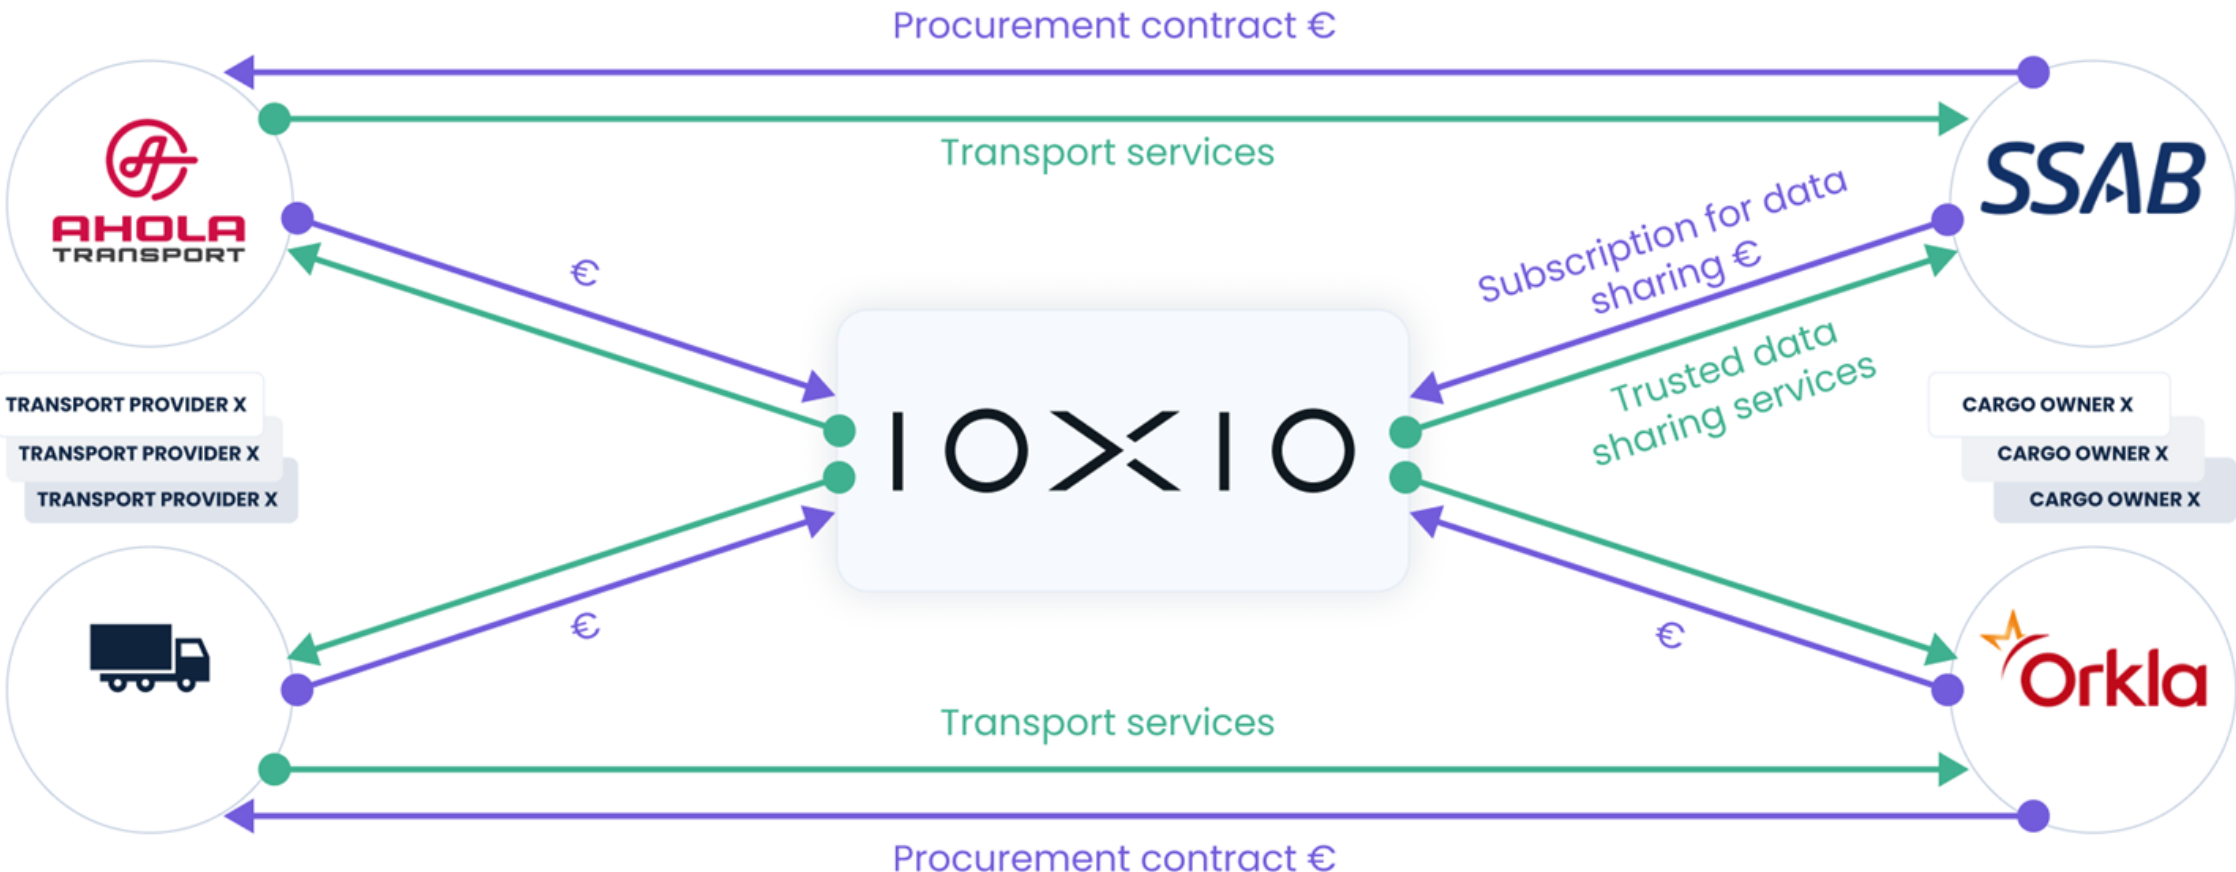 Procurement contract €
Transport services
AHOLA
TRANSPORT
SSAB
€
Subscription for data
sharing €
Trusted data
sharing services
TRANSPORT PROVIDER X
TRANSPORT PROVIDER X
TRANSPORT PROVIDER X
IOXIO
CARGO OWNER X
CARGO OWNER X
CARGO OWNER X
€
€
Orkla
Transport services
Procurement contract €